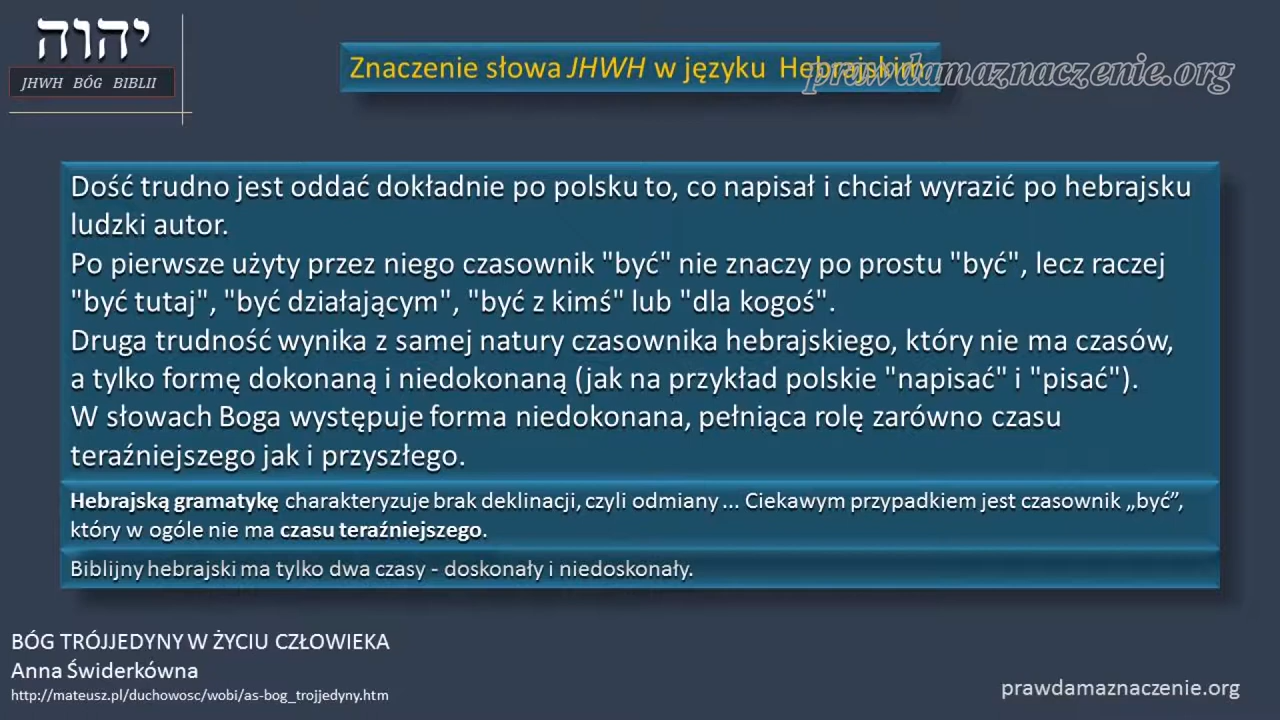 יהוה
JHWH BÓG BIBLII
Znaczenie słowa JHWH w języku Hebrajskim
prawdamaznaczenie.org
Dość trudno jest oddać dokładnie po polsku to, co napisał i chciał wyrazić po hebrajsku
ludzki autor.
Po pierwsze użyty przez niego czasownik "być" nie znaczy po prostu "być", lecz raczej
"być tutaj", "być działającym", "być z kimś" lub "dla kogoś".
Druga trudność wynika z samej natury czasownika hebrajskiego, który nie ma czasów,
a tylko formę dokonaną i niedokonaną (jak na przykład polskie "napisać" i "pisać").
W słowach Boga występuje forma niedokonana, pełniąca rolę zarówno czasu
teraźniejszego jak i przyszłego.
Hebrajską gramatykę charakteryzuje brak deklinacji, czyli odmiany ... Ciekawym przypadkiem jest czasownik „być”,
który w ogóle nie ma czasu teraźniejszego.
Biblijny hebrajski ma tylko dwa czasy - doskonały i niedoskonały.
BÓG TRÓJJEDYNY W ŻYCIU CZŁOWIEKA
Anna Świderkówna
http://mateusz.pl/duchowosc/wobi/as-bog_trojjedyny.htm
prawdamaznaczenie.org